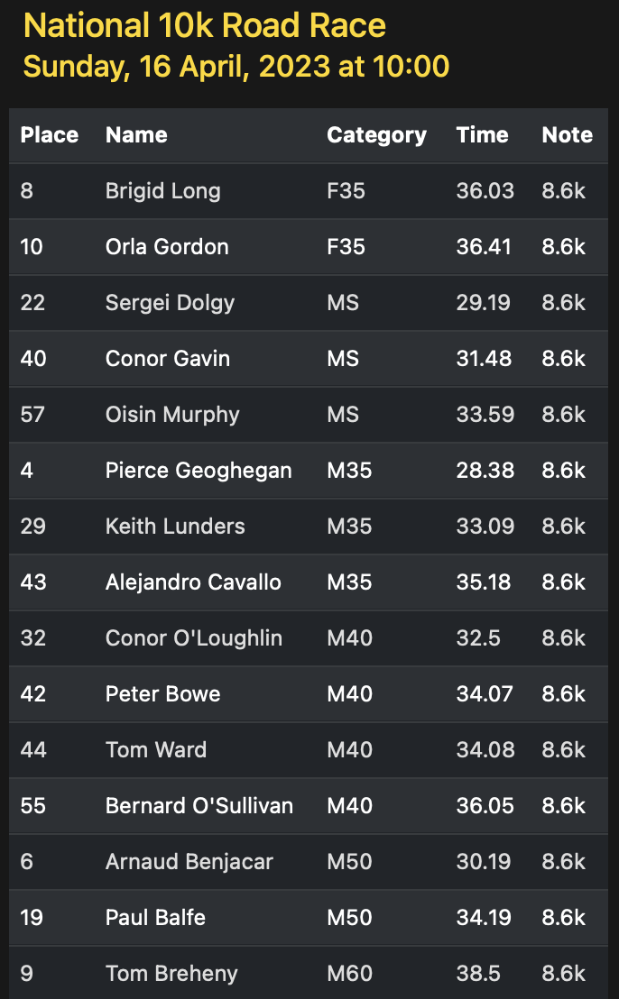 National 10k Road Race
Sunday, 16 April, 2023 at 10:00
Place Name Category Time Note
8 Brigid Long F35 36.03 8.6k
10 Orla Gordon F35 36.41 8.6k
22 Sergei Dolgy MS 29.19 8.6k
40 Conor Gavin MS 31.48 8.6k
57 Oisin Murphy MS 33.59 8.6k
4 Pierce Geoghegan M35 28.38 8.6k
29 Keith Lunders M35 33.09 8.6k
43 Alejandro Cavallo M35 35.18 8.6k
32 Conor O'Loughlin M40 32.5 8.6k
42 Peter Bowe M40 34.07 8.6k
44 Tom Ward M40 34.08 8.6k
55 Bernard O'Sullivan M40 36.05 8.6k
6 Arnaud Benjacar M50 30.19 8.6k
19 Paul Balfe M50 34.19 8.6k
9 Tom Breheny M60 38.5 8.6k